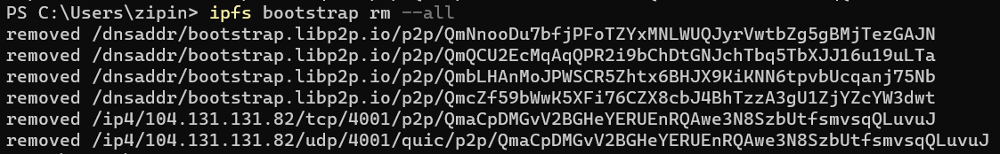 PS C:\Users\zipin> ipfs bootstrap rm --all
removed /dnsaddr/bootstrap.libp2p.io/p2p/QmNnooDu7bfjPFoTZYxMNLWUQJyrVwtbZg5gBMjTezGAJN
removed /dnsaddr/bootstrap.libp2p.io/p2p/QmQCU2EcMqAqQPR2i9bChDtGNJchTbq5TbXJJ16u19uLTa
removed /dnsaddr/bootstrap.libp2p.io/p2p/QmbLHAnMoJPWSCR5Zhtx6BHJX9KiKNN6tpvbUcqanj75Nb
removed /dnsaddr/bootstrap.libp2p.io/p2p/QmcZf59bWwK5XFi76CZX8cbJ4BhTzzA3gU1ZjYZcYW3dwt
removed /ip4/104.131.131.82/tcp/4001/p2p/QmaCpDMGvV2BGHeYERUEnRQAwe3N8SzbUtfsmvsqQLuvuJ
removed /ip4/104.131.131.82/udp/4001/quic/p2p/QmaCpDMGvV2BGHeYERUEnRQAwe3N8SzbUtfsmvsqQLuvuJ